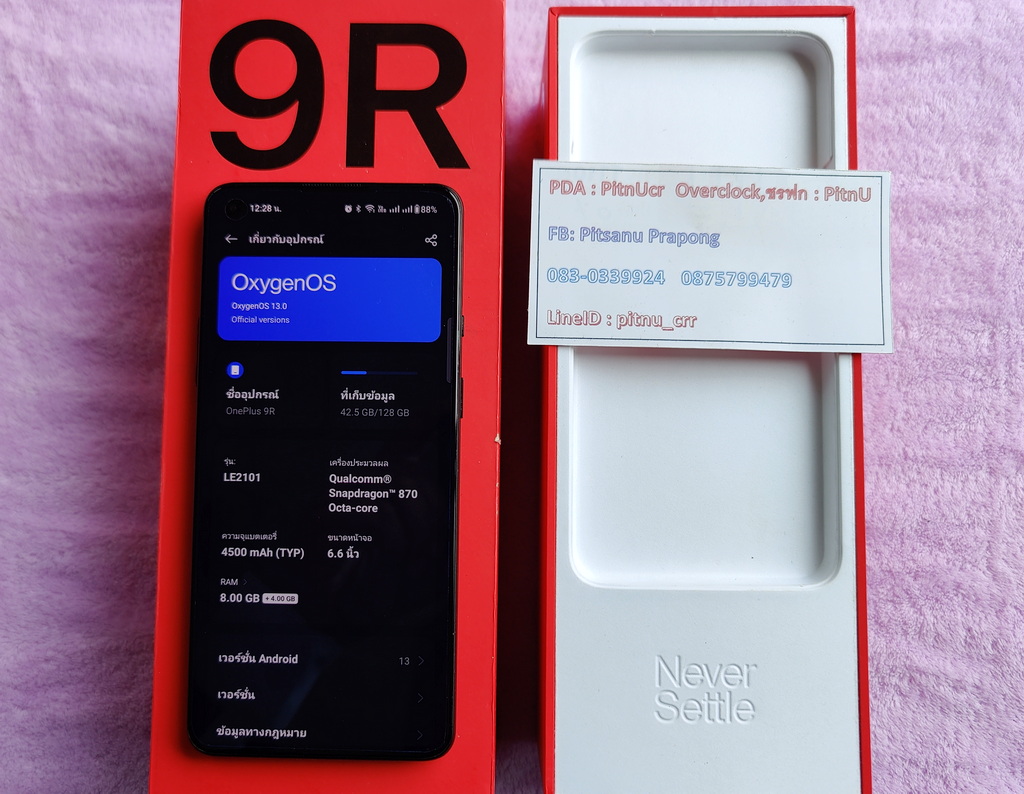 9R
12:28 น.
88%
เกี่ยวกับอุปกรณ์
OxygenOS
OxygenOS 13.0
Official versions
ชื่ออุปกรณ์
OnePlus 9R
ที่เก็บข้อมูล
42.5 GB/128 GB
รุ่น:
LE2101
เครื่องประมวลผล
Qualcomm®
Snapdragon™ 870
Octa-core
ความจุแบตเตอรี่
4500 mAh (TYP)
ขนาดหน้าจอ
6.6 นิ้ว
RAM
8.00 GB + 4.00 GB
เวอร์ชั่น Android 13
เวอร์ชั่น
ข้อมูลทางกฎหมาย
PDA : PitnUcr Overclock,ชรฟก : PitnU
FB: Pitsanu Prapong
083-0339924 0875799479
LineID : pitnu_crr
Never
Settle